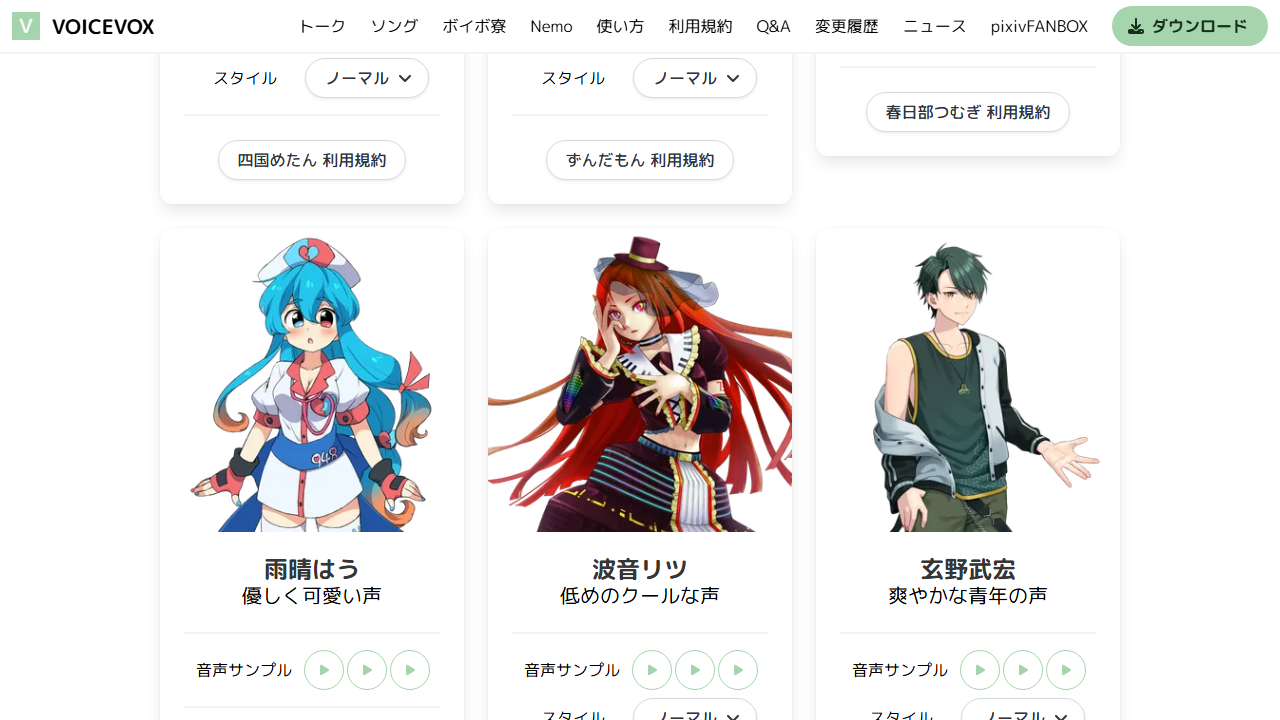 V VOICEVOX トーク ソング ボイボ寮 Nemo 使い方 利用規約 Q&A 変更履歴 ニュース pixivFANBOX ダウンロード
スタイル ノーマル
四国めたん 利用規約
スタイル ノーマル
ずんだもん 利用規約
春日部つむぎ 利用規約
雨晴はう
優しく可愛い声
音声サンプル
波音リツ
低めのクールな声
音声サンプル
スタイル ノーマル
玄野武宏
爽やかな青年の声
音声サンプル
スタイル ノーマル